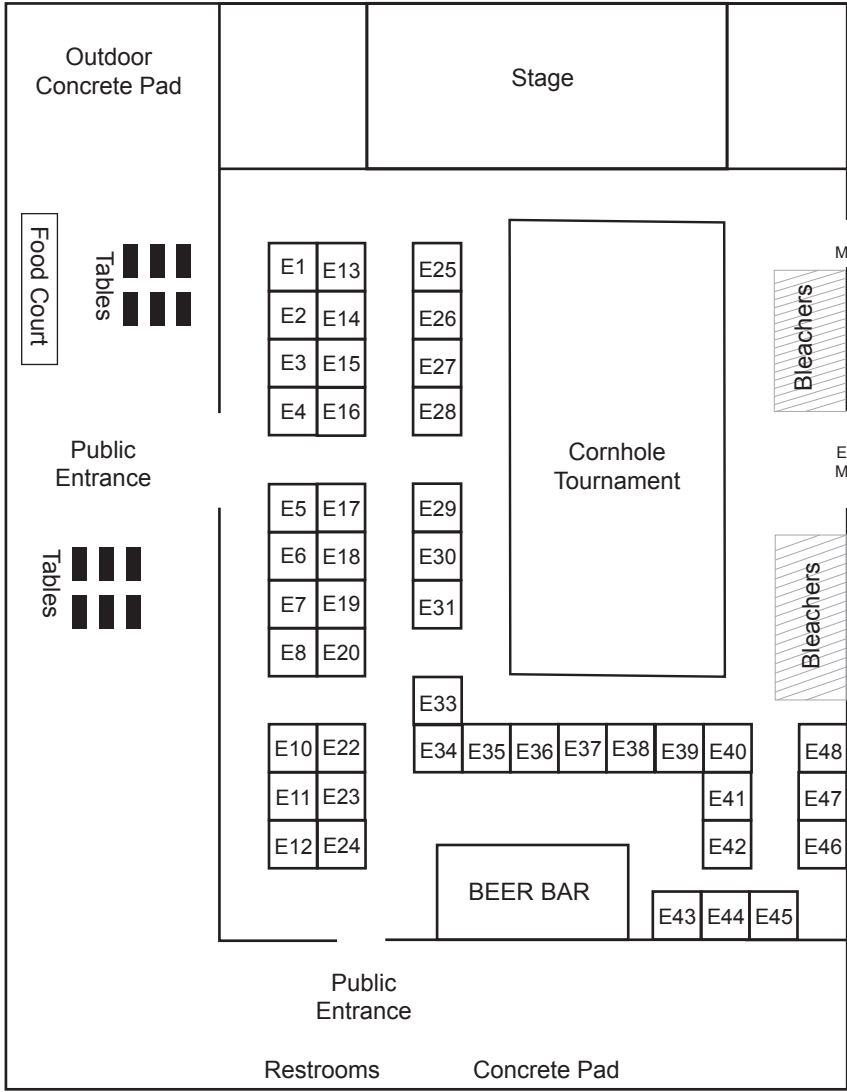 Outdoor
Concrete Pad
Stage
Food Court
Tables
E1 E13 E25
E2 E14 E26
E3 E15 E27
E4 E16 E28
M
Bleachers
Public
Entrance
Cornhole
Tournament
E
M
E5 E17 E29
E6 E18 E30
E7 E19 E31
E8 E20
Tables
Bleachers
E33
E10 E22 E34 E35 E36 E37 E38 E39 E40 E48
E11 E23 E41 E47
E12 E24 E42 E46
BEER BAR
E43 E44 E45
Public
Entrance
Restrooms
Concrete Pad